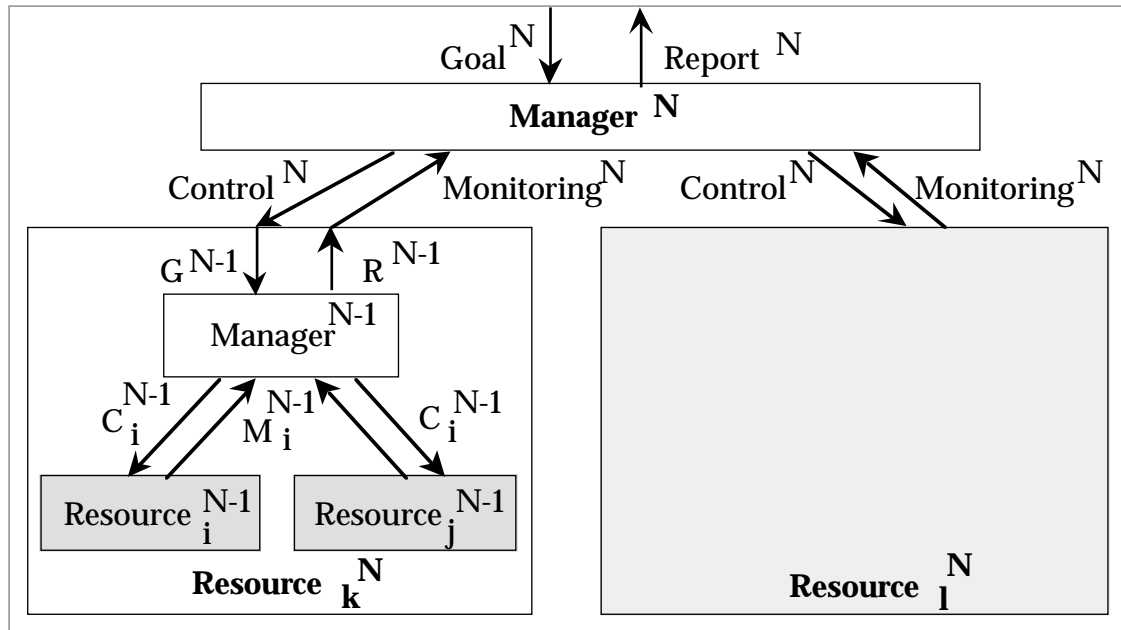 Goal^N Report^N
Manager^N
Control^N Monitoring^N Control^N Monitoring^N
G^N-1 R^N-1
Manager^N-1
C_i^N-1 M_i^N-1 C_i^N-1
Resource_i^N-1 Resource_j^N-1
Resource_k^N Resource_l^N